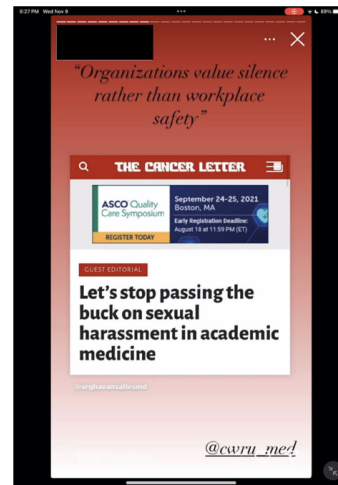 8:27 PM Wed Nov 9
89%
“Organizations value silence
rather than workplace
safety”
THE CANCER LETTER
ASCO Quality
Care Symposium
REGISTER TODAY
September 24-25, 2021
Boston, MA
Early Registration Deadline:
August 18 at 11:59 PM (ET)
GUEST EDITORIAL
Let’s stop passing the
buck on sexual
harassment in academic
medicine
@arghavansallesmd
@cwru_med